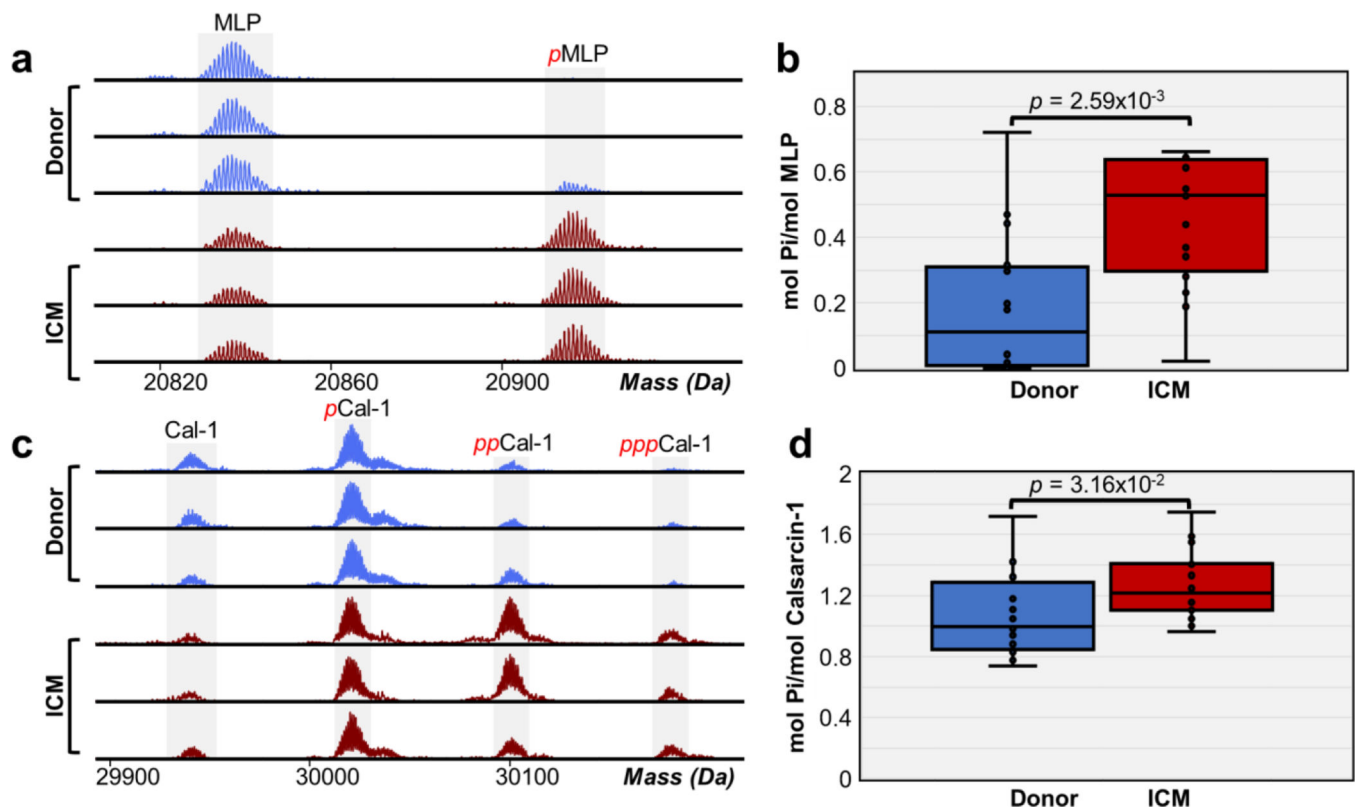 a
MLP
pMLP
Donor
ICM
20820 20860 20900 Mass (Da)
b
p = 2.59x10-3
mol Pi/mol MLP
0.8
0.6
0.4
0.2
0
Donor ICM
c
Cal-1
pCal-1
ppCal-1
pppCal-1
Donor
ICM
29900 30000 30100 Mass (Da)
d
p = 3.16x10-2
mol Pi/mol Calsarcin-1
2
1.6
1.2
0.8
0.4
0
Donor ICM